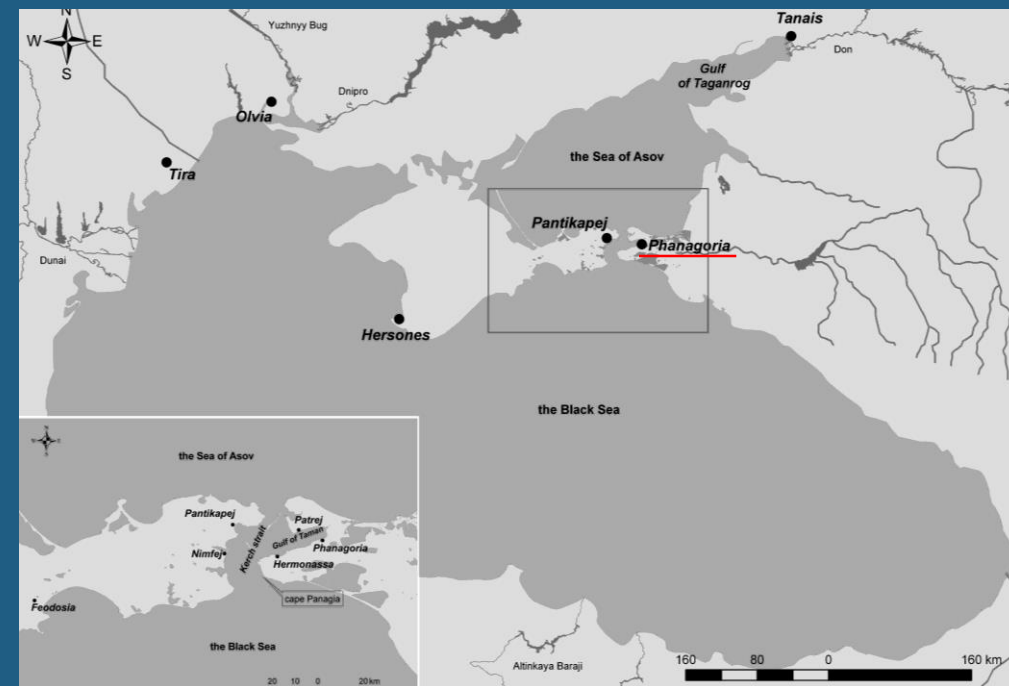 N
W E
S
Yuzhnyy Bug
Tanais
Don
Gulf
of Taganrog
Dnipro
Olvia
the Sea of Asov
Tira
Pantikapej
Phanagoria
Dunai
Hersones
the Black Sea
N
W E
S
the Sea of Asov
Pantikapej
Patrej
Kerch strait
Gulf of Taman
Phanagoria
Nimfej
Hermonassa
cape Panagia
Feodosia
the Black Sea
20 10 0 20 km
Altinkaya Baraji
160 80 0 160 km